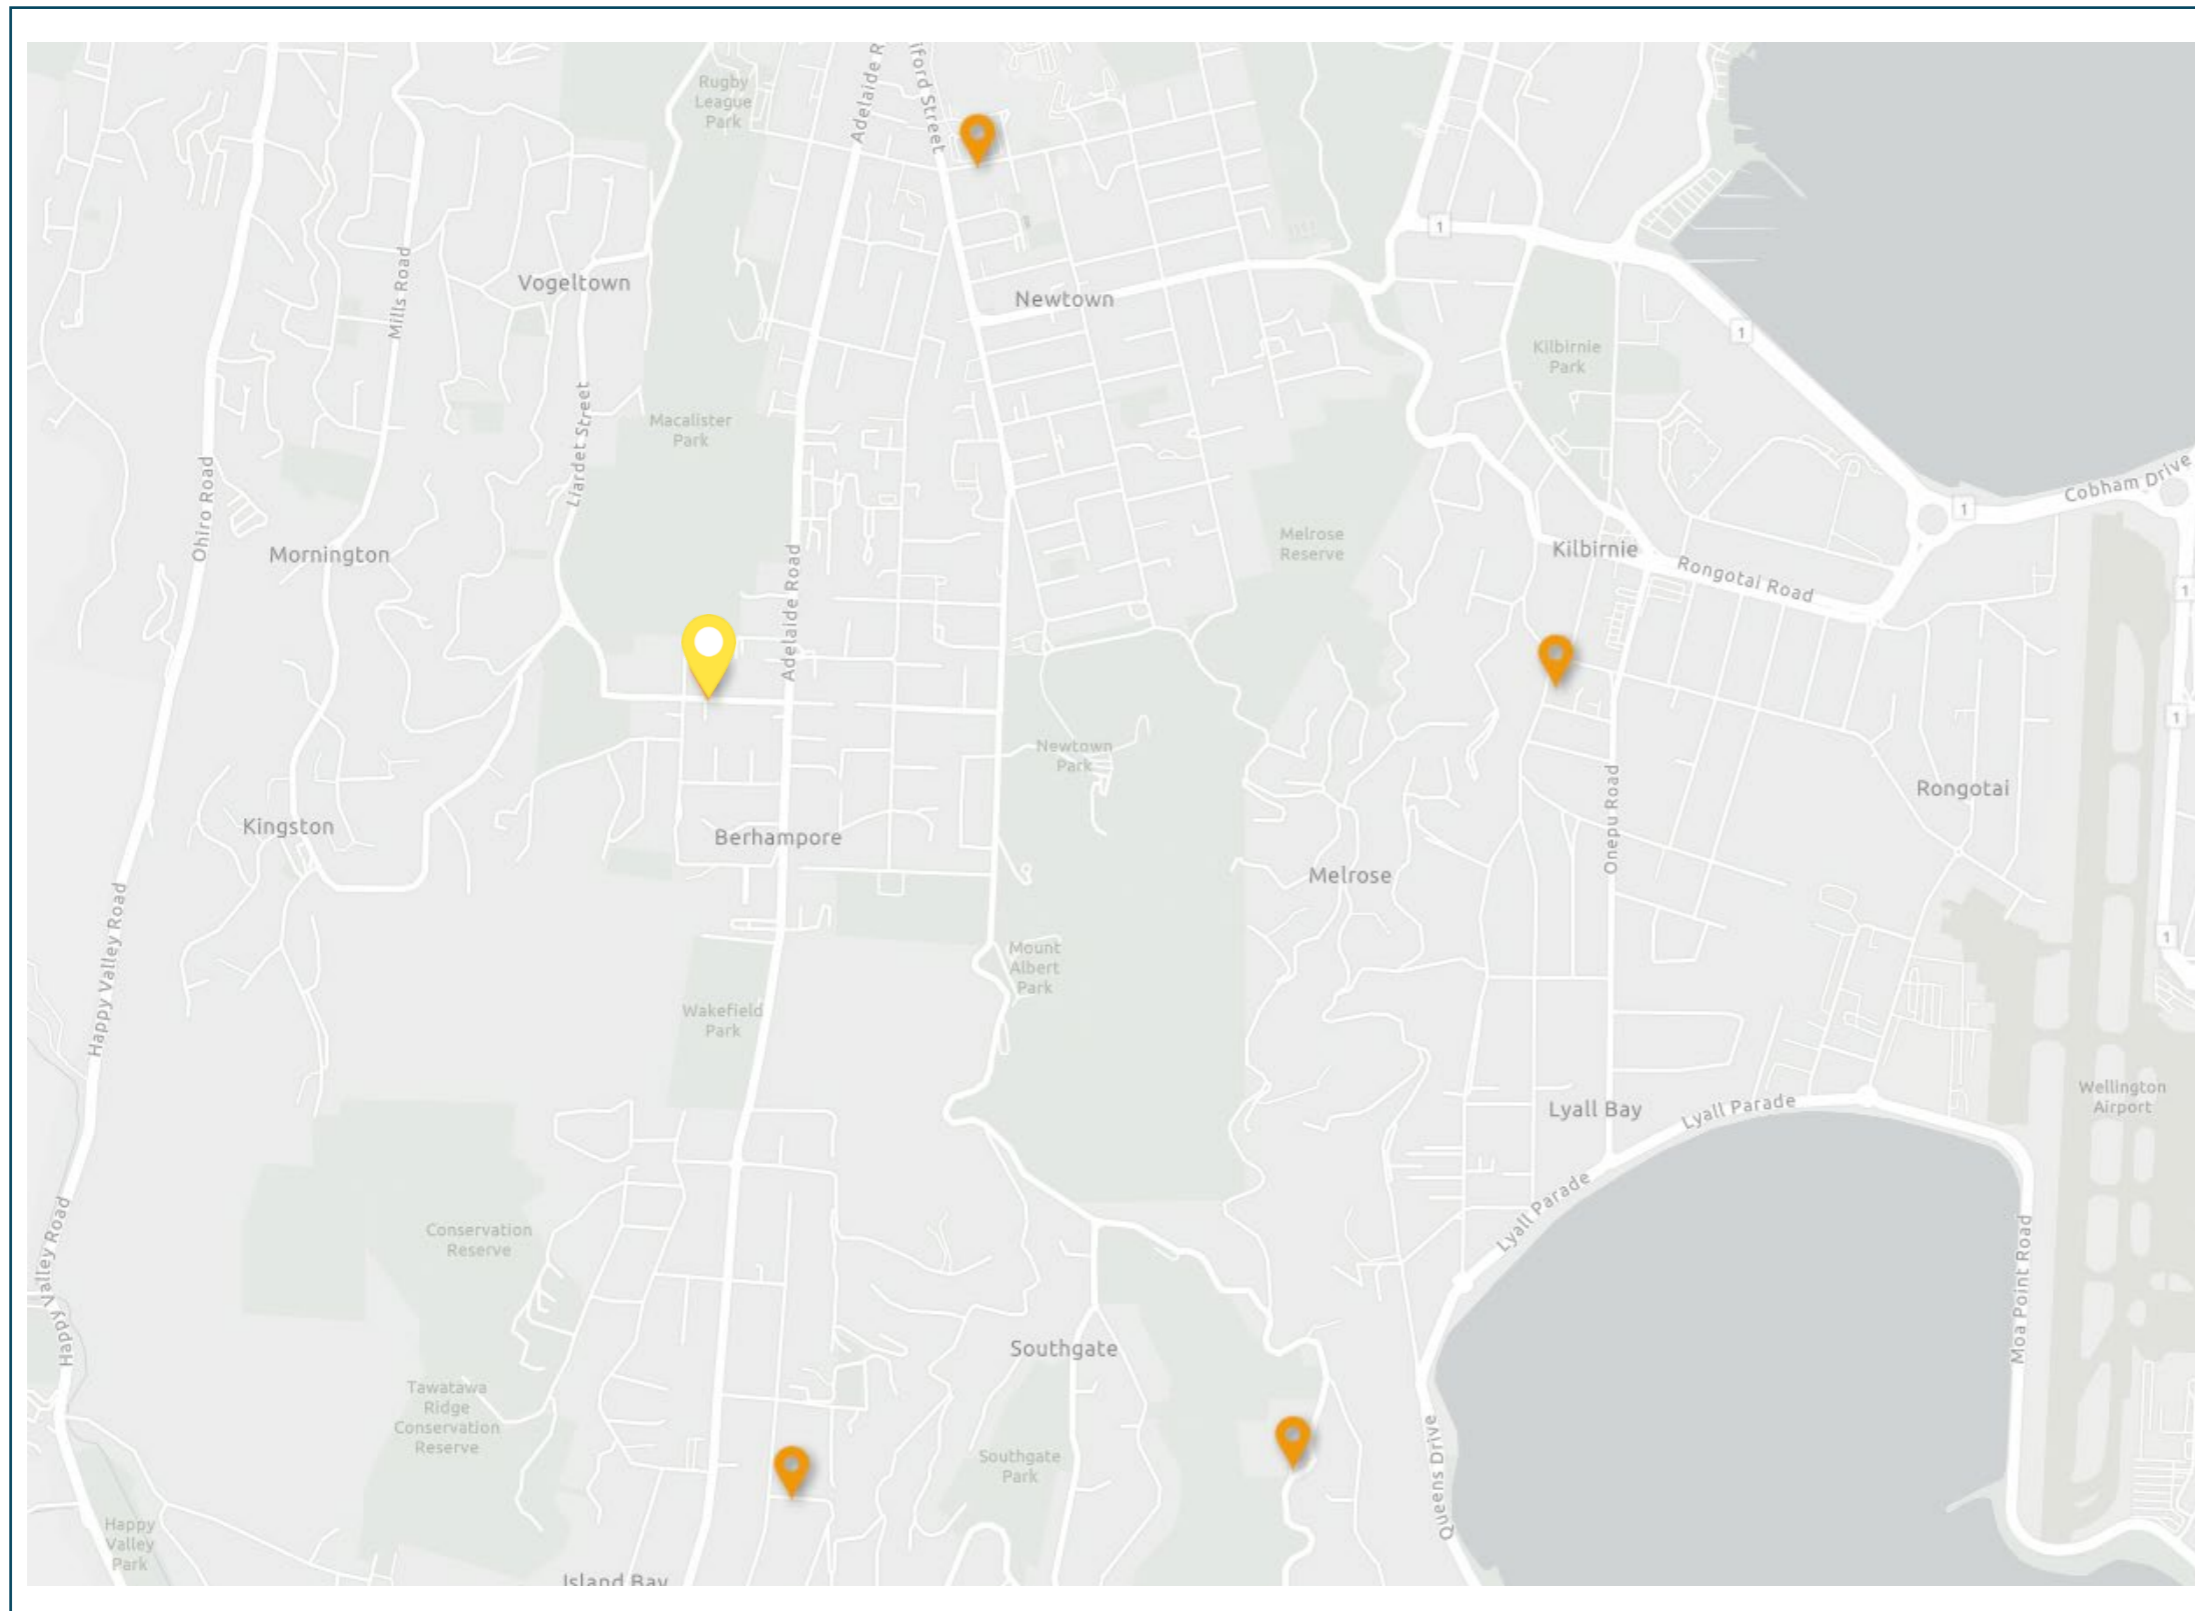 Rugby
League
Park
Adelaide R
ford Street
1
Mills Road
Vogeltown
Newtown
1
Kilbirnie
Park
Liardet Street
Macalister
Park
Ohiro Road
Cobham Drive
1
Mornington
Melrose
Reserve
Kilbirnie
Rongotai Road
Adelaide Road
1
1
Newtown
Park
Onepu Road
Rongotai
Kingston
Berhampore
Melrose
Happy Valley Road
1
Mount
Albert
Park
Wakefield
Park
Wellington
Airport
Lyall Bay
Lyall Parade
Lyall Parade
Happy Valley Road
Happy
Conservation
Reserve
Moa Point Road
Southgate
Tawatawa
Ridge
Conservation
Reserve
Southgate
Park
Queens Drive
Happy
Valley
Park
Island Bay